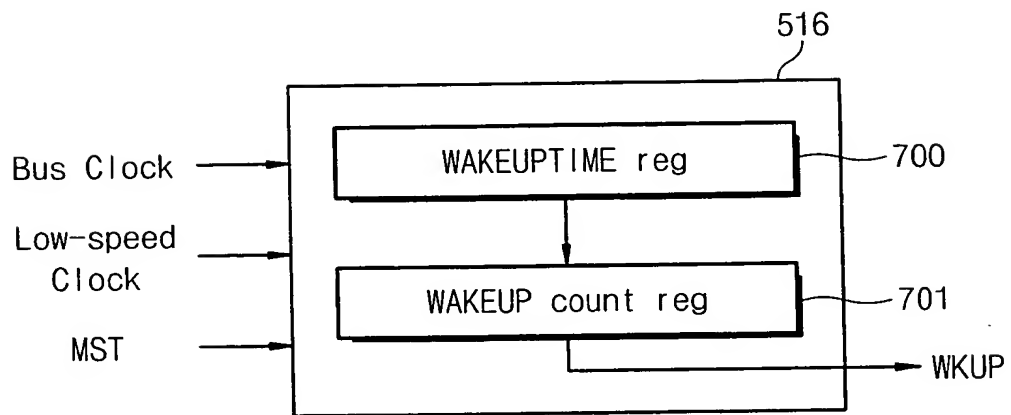 516
WAKEUPTIME reg
700
Bus Clock
Low-speed
Clock
WAKEUP count reg
701
MST
WKUP